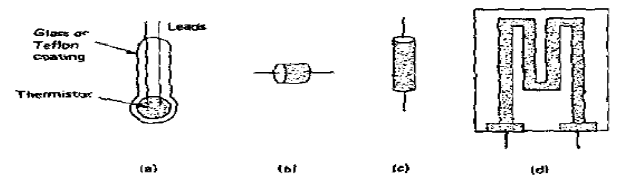 Glass or
Teflon
coating
Leads
Thermistor
(a)
(b)
(c)
(d)